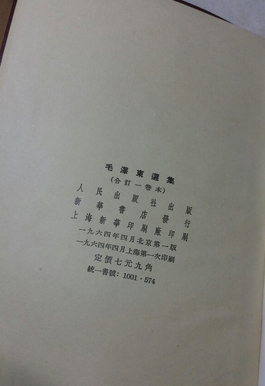 毛澤東選集
(合訂一卷本)
人民出版社出版
新華書店發行
上海新華印刷廠印刷
一九六四年四月北京第一版
一九六四年四月上海第一次印刷
定價七元九角
統一書號: 1001·574